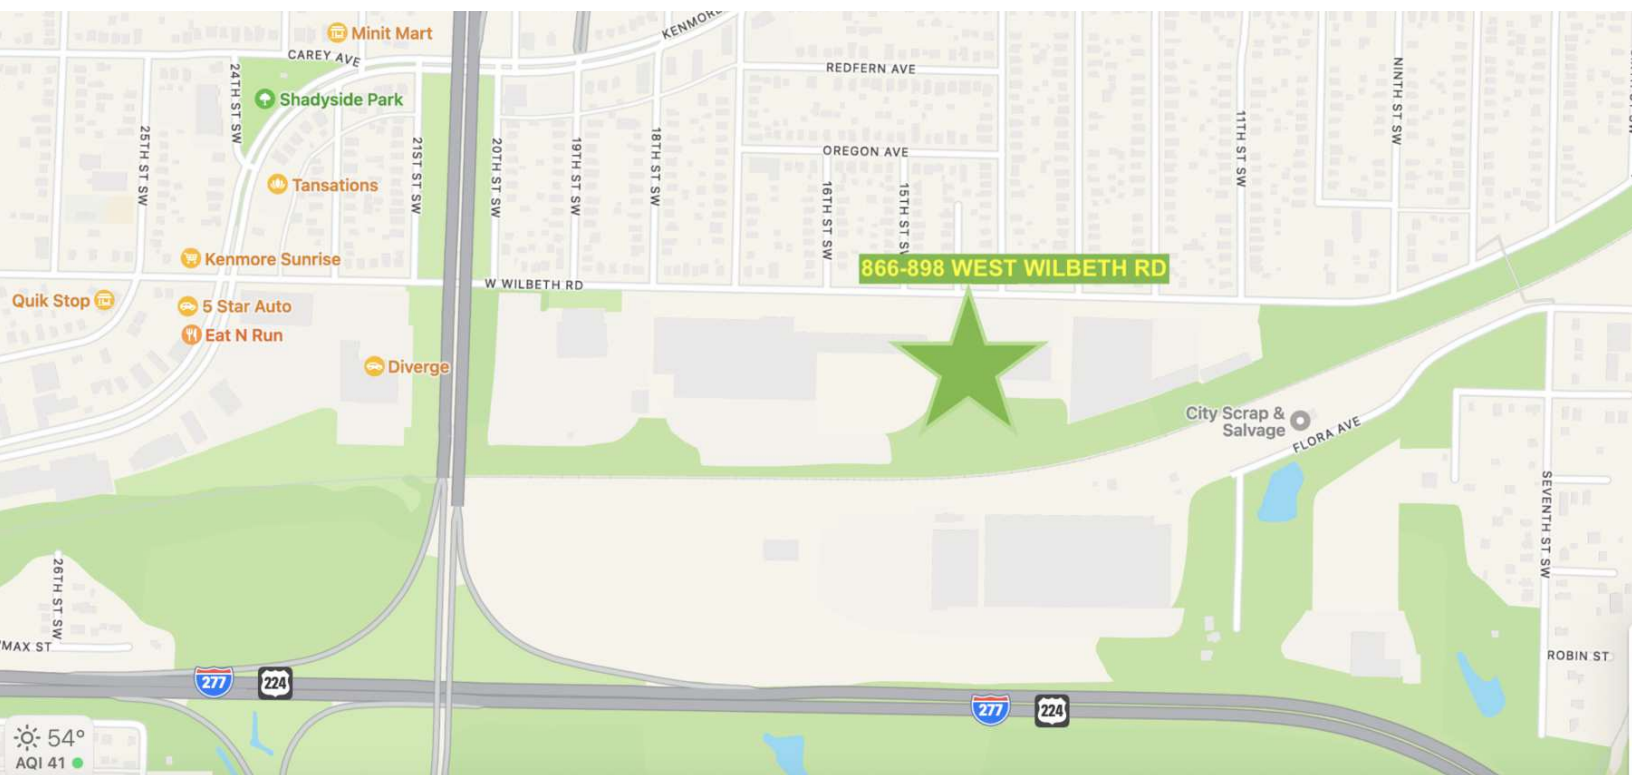 Minit Mart
KENMOR
CAREY AVE
REDFERN AVE
24TH ST SW
Shadyside Park
NINTH ST SW
25TH ST SW
21ST ST SW
20TH ST SW
19TH ST SW
18TH ST SW
11TH ST SW
OREGON AVE
Tansations
16TH ST SW
15TH ST SW
Kenmore Sunrise
866-898 WEST WILBETH RD
W WILBETH RD
Quik Stop
5 Star Auto
Eat N Run
Diverge
City Scrap &
Salvage
FLORA AVE
SEVENTH ST SW
26TH ST SW
MAX ST
ROBIN ST
277
224
277
224
54°
AQI 41